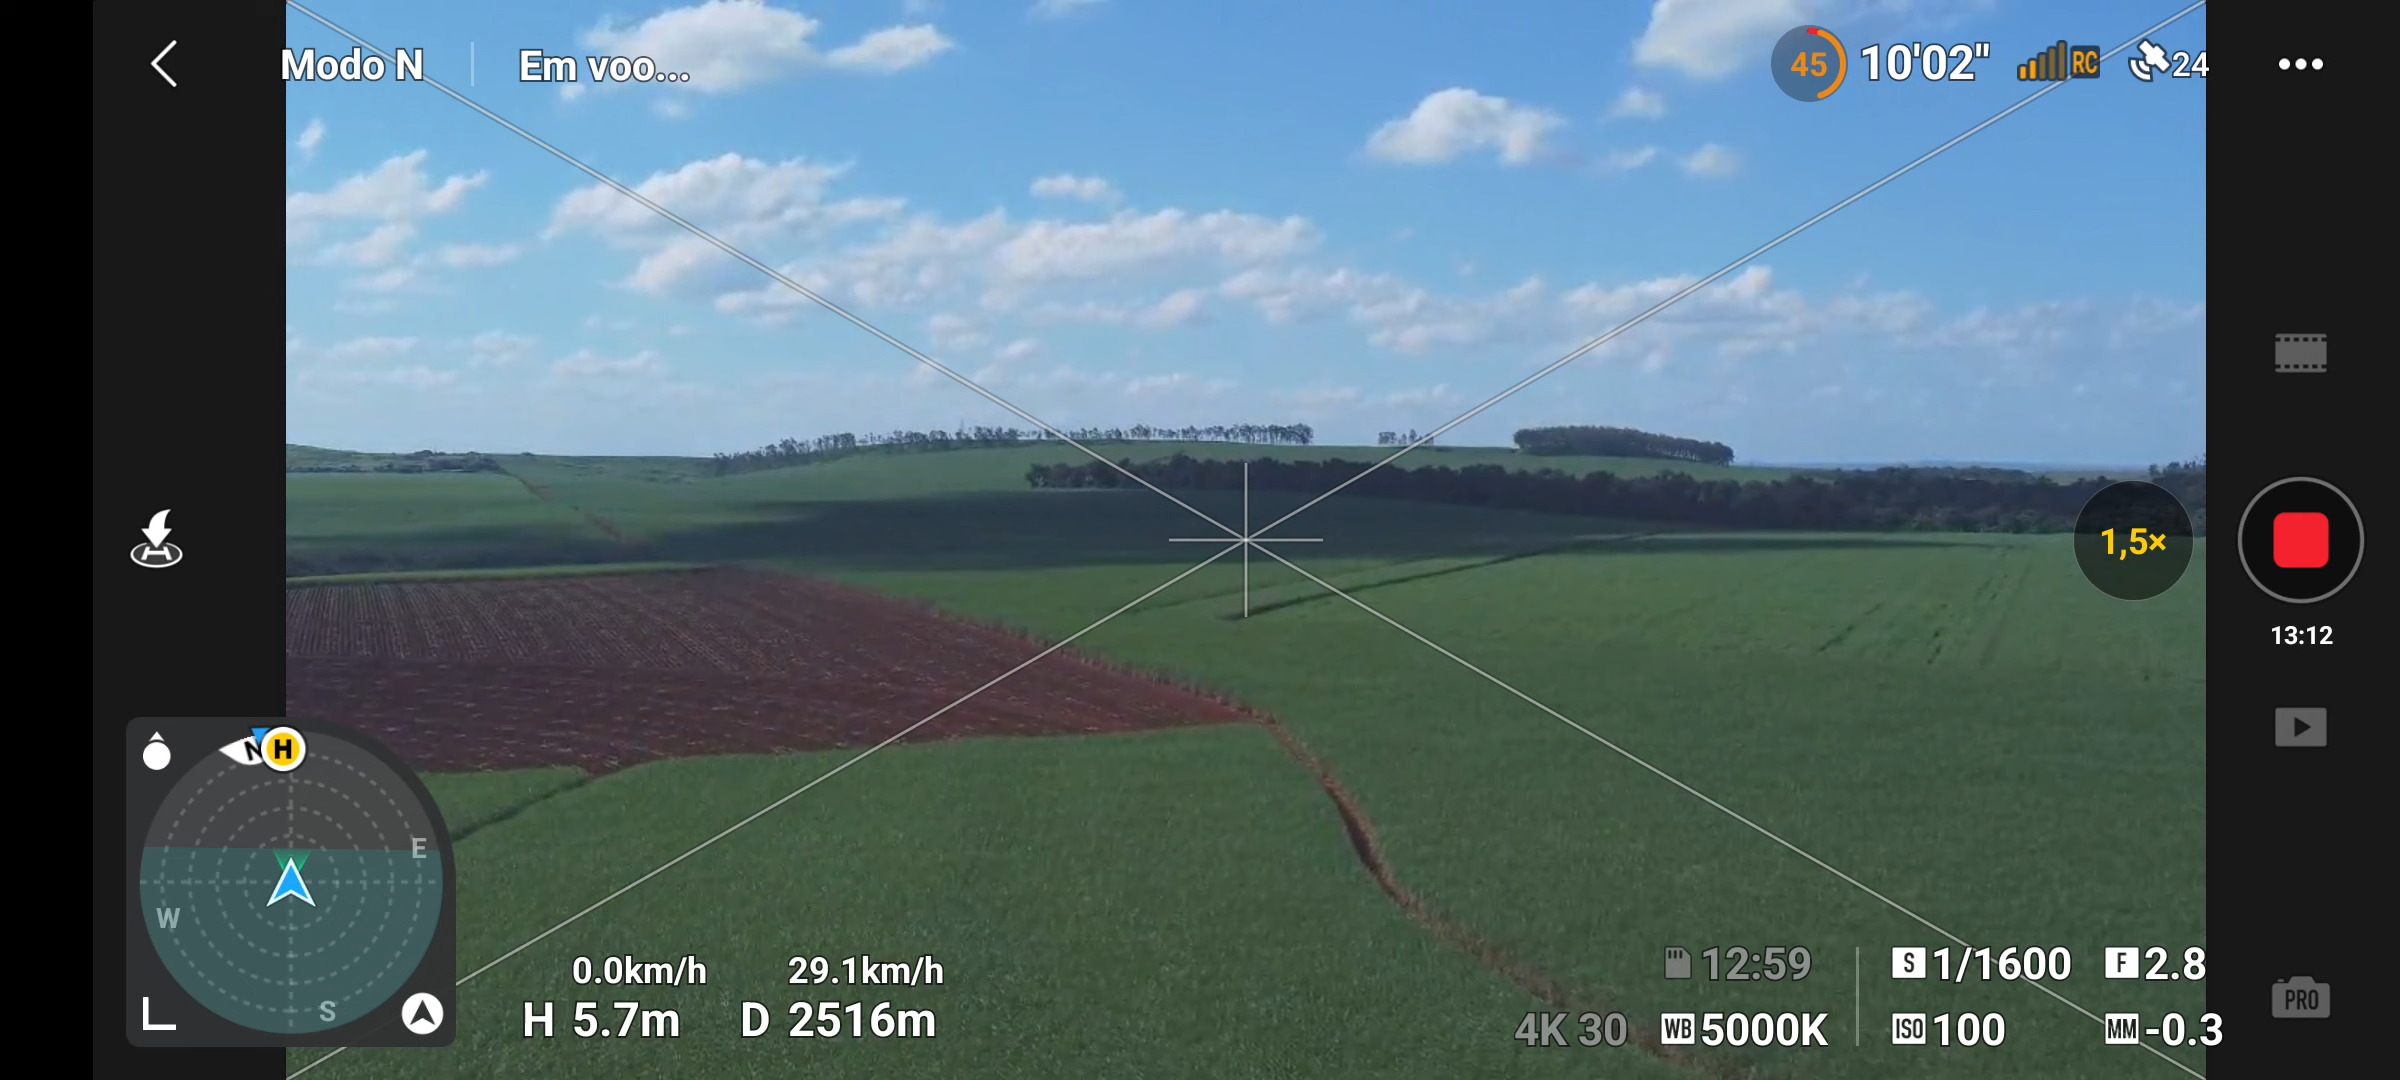 Modo N
Em voo...
45
10'02"
RC
24
1,5×
13:12
N
H
E
W
S
0.0km/h
29.1km/h
H 5.7m
D 2516m
12:59
S 1/1600
F 2.8
4K 30
WB 5000K
ISO 100
MM -0.3
PRO